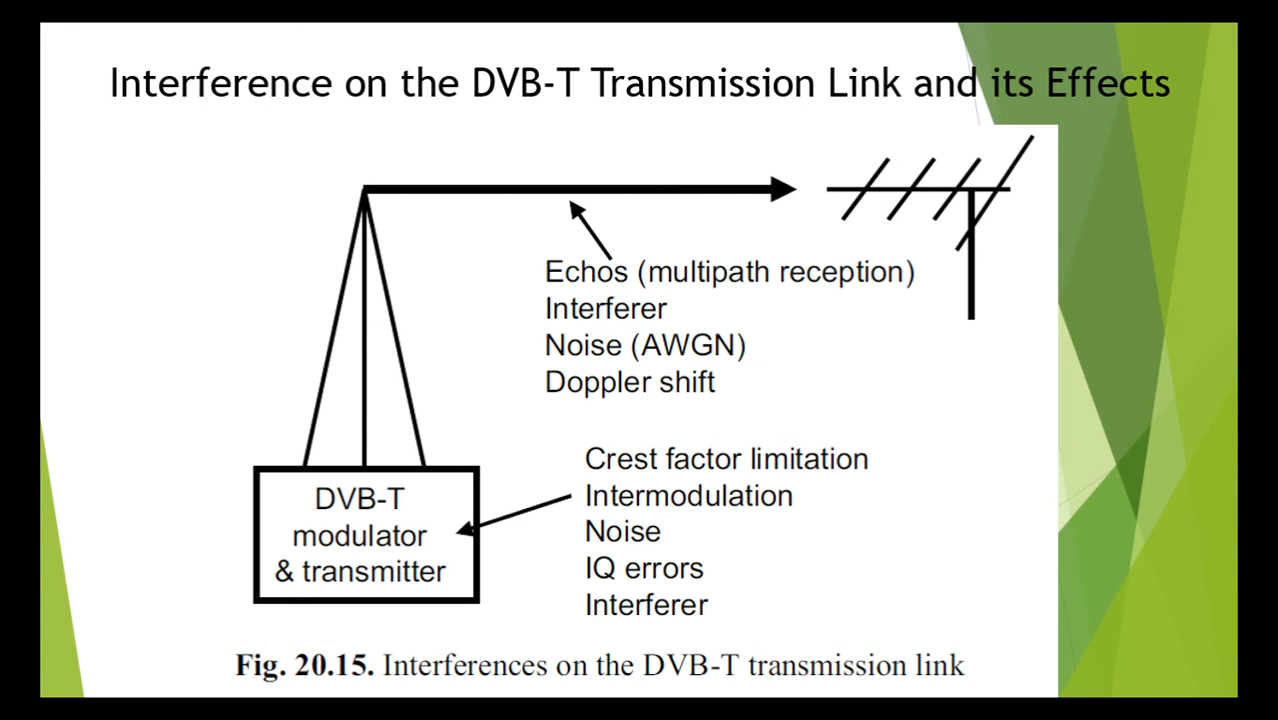 Interference on the DVB-T Transmission Link and its Effects
Echos (multipath reception)
Interferer
Noise (AWGN)
Doppler shift
Crest factor limitation
Intermodulation
Noise
IQ errors
Interferer
DVB-T
modulator
& transmitter
Fig. 20.15. Interferences on the DVB-T transmission link